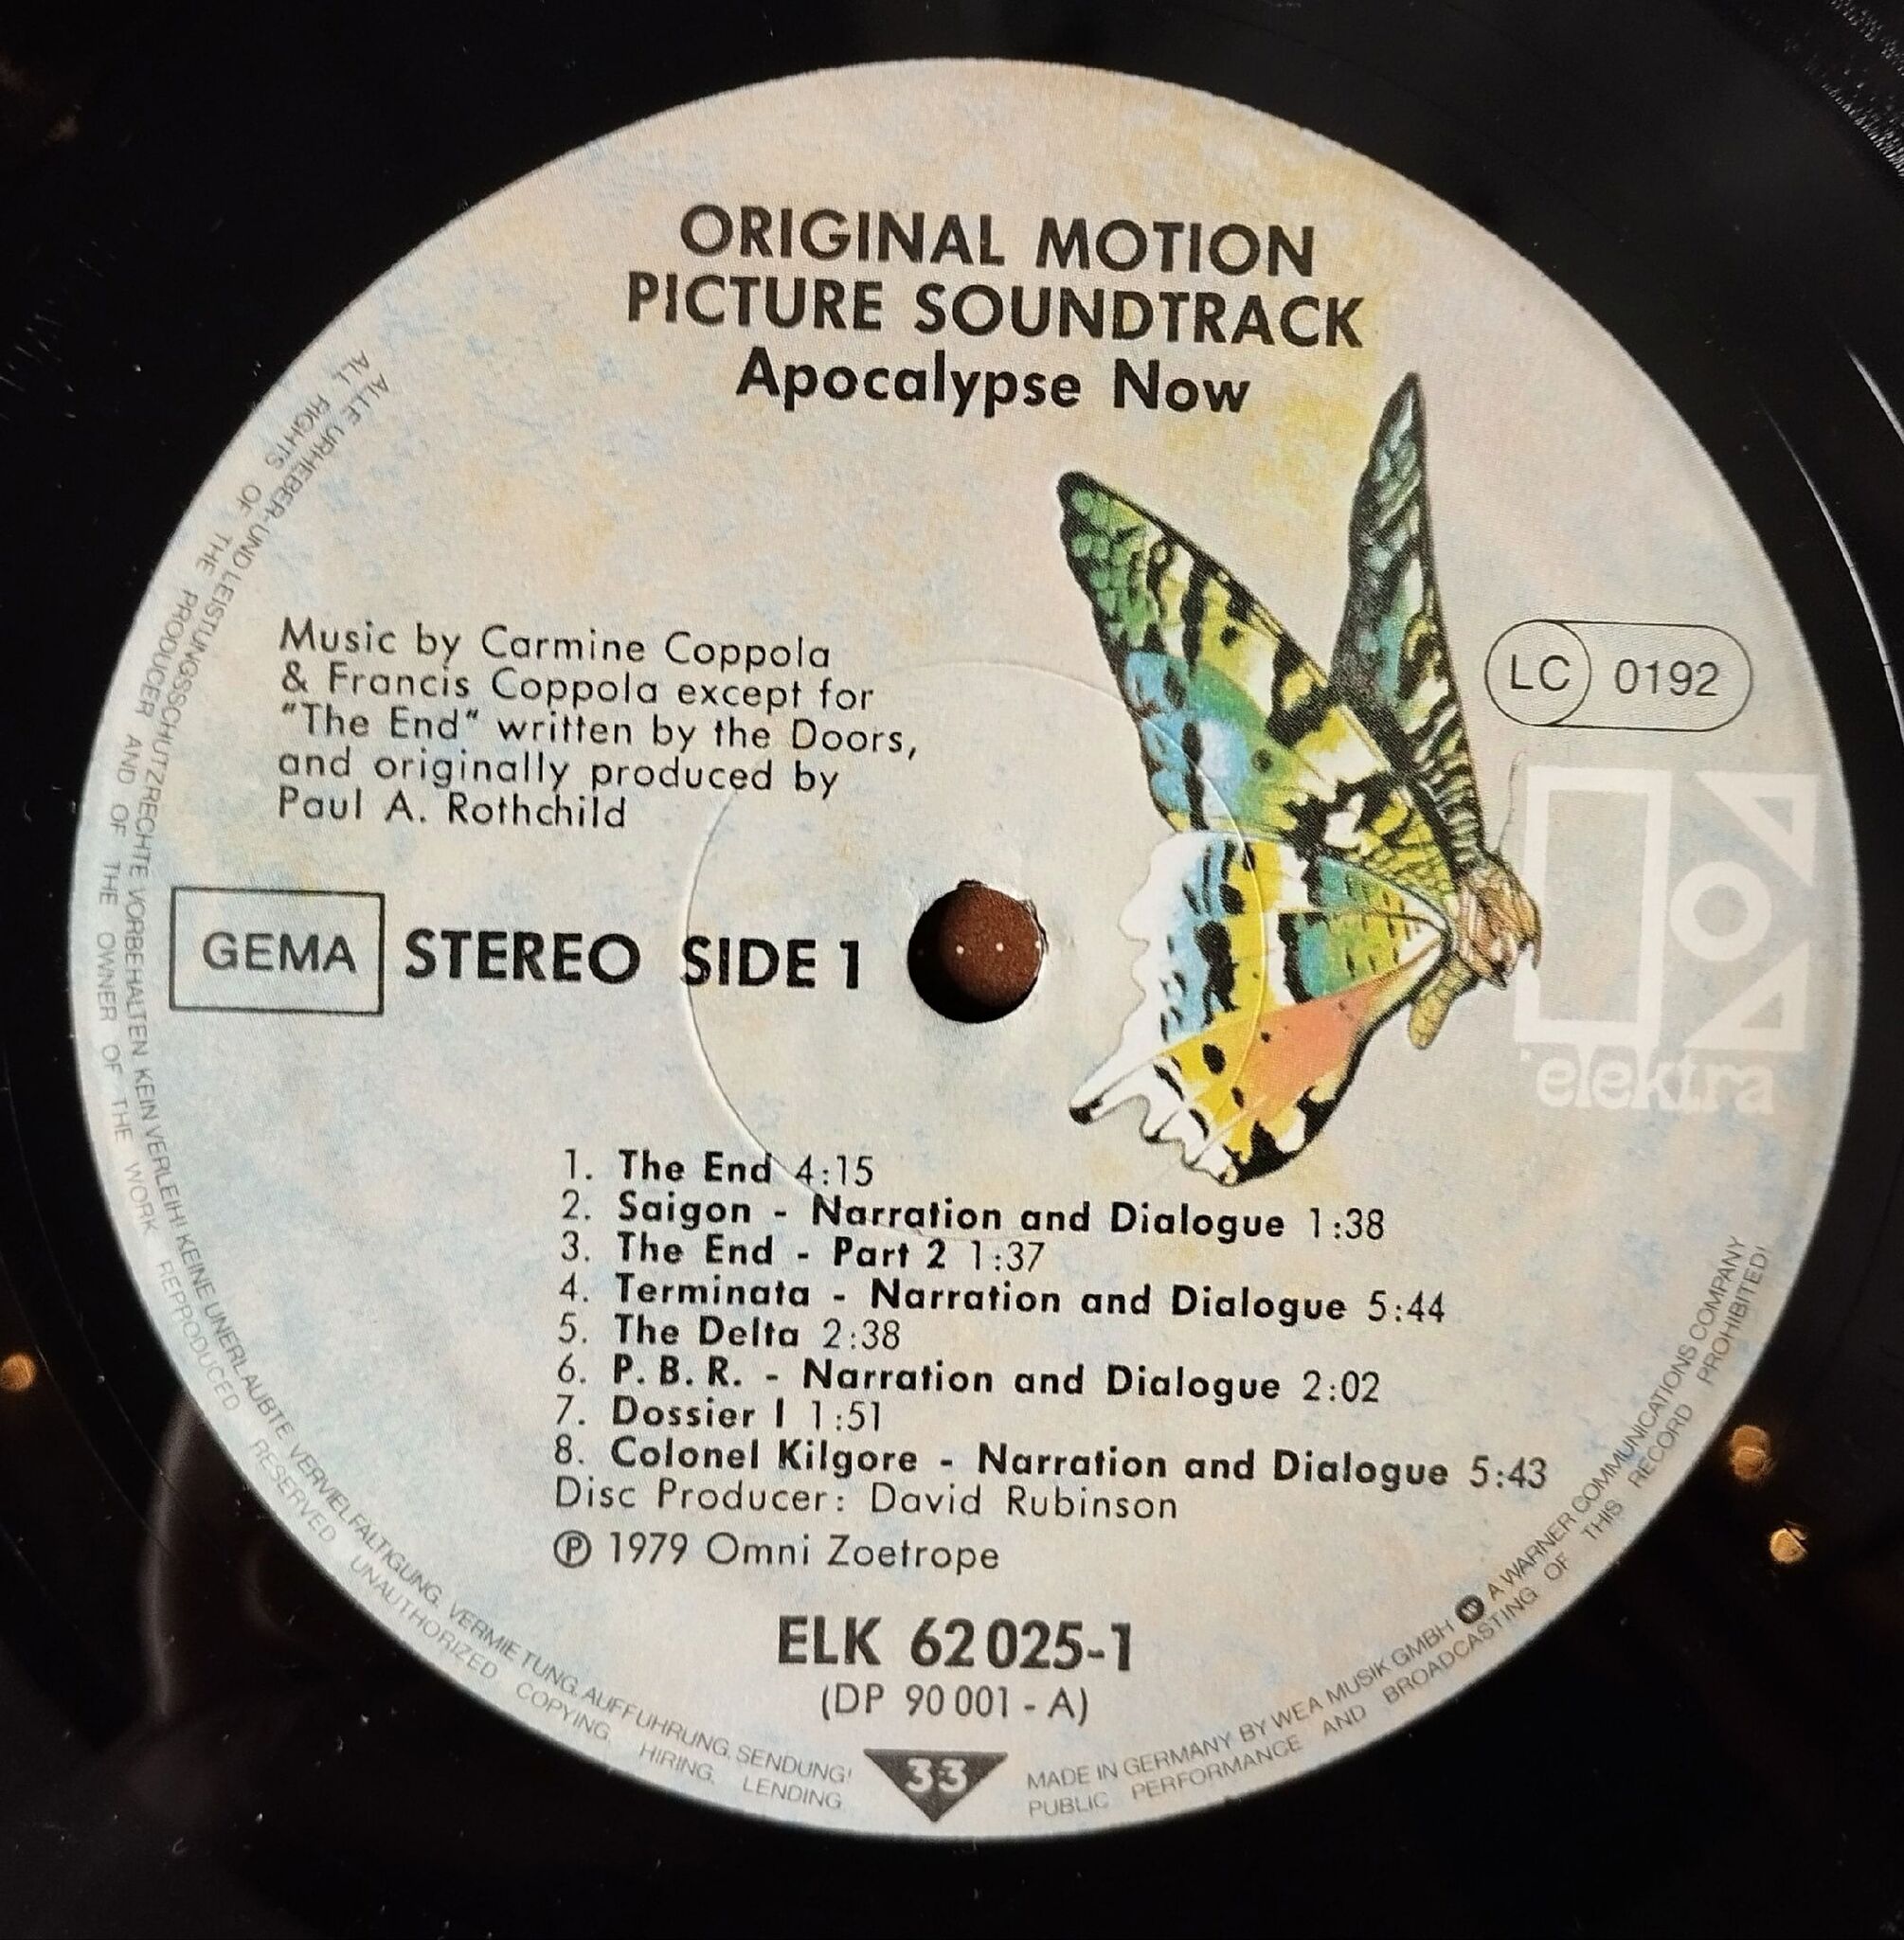 ORIGINAL MOTION
PICTURE SOUNDTRACK
Apocalypse Now
Music by Carmine Coppola
& Francis Coppola except for
"The End" written by the Doors,
and originally produced by
Paul A. Rothchild
LC 0192
GEMA STEREO SIDE 1
elektra
1. The End 4:15
2. Saigon - Narration and Dialogue 1:38
3. The End - Part 2 1:37
4. Terminata - Narration and Dialogue 5:44
5. The Delta 2:38
6. P. B. R. - Narration and Dialogue 2:02
7. Dossier I 1:51
8. Colonel Kilgore - Narration and Dialogue 5:43
Disc Producer: David Rubinson
℗ 1979 Omni Zoetrope
ELK 62 025-1
(DP 90 001 - A)
33
ALLE URHEBER-UND LEISTUNGSSCHUTZRECHTE VORBEHALTEN KEIN VERLEIH! KEINE UNERLAUBTE VERVIELFÄLTIGUNG, VERMIETUNG, AUFFÜHRUNG, SENDUNG!
ALL RIGHTS OF THE PRODUCER AND OF THE OWNER OF THE WORK REPRODUCED RESERVED UNAUTHORIZED COPYING, HIRING, LENDING,
MADE IN GERMANY BY WEA MUSIK GMBH W A WARNER COMMUNICATIONS COMPANY
PUBLIC PERFORMANCE AND BROADCASTING OF THIS RECORD PROHIBITED!